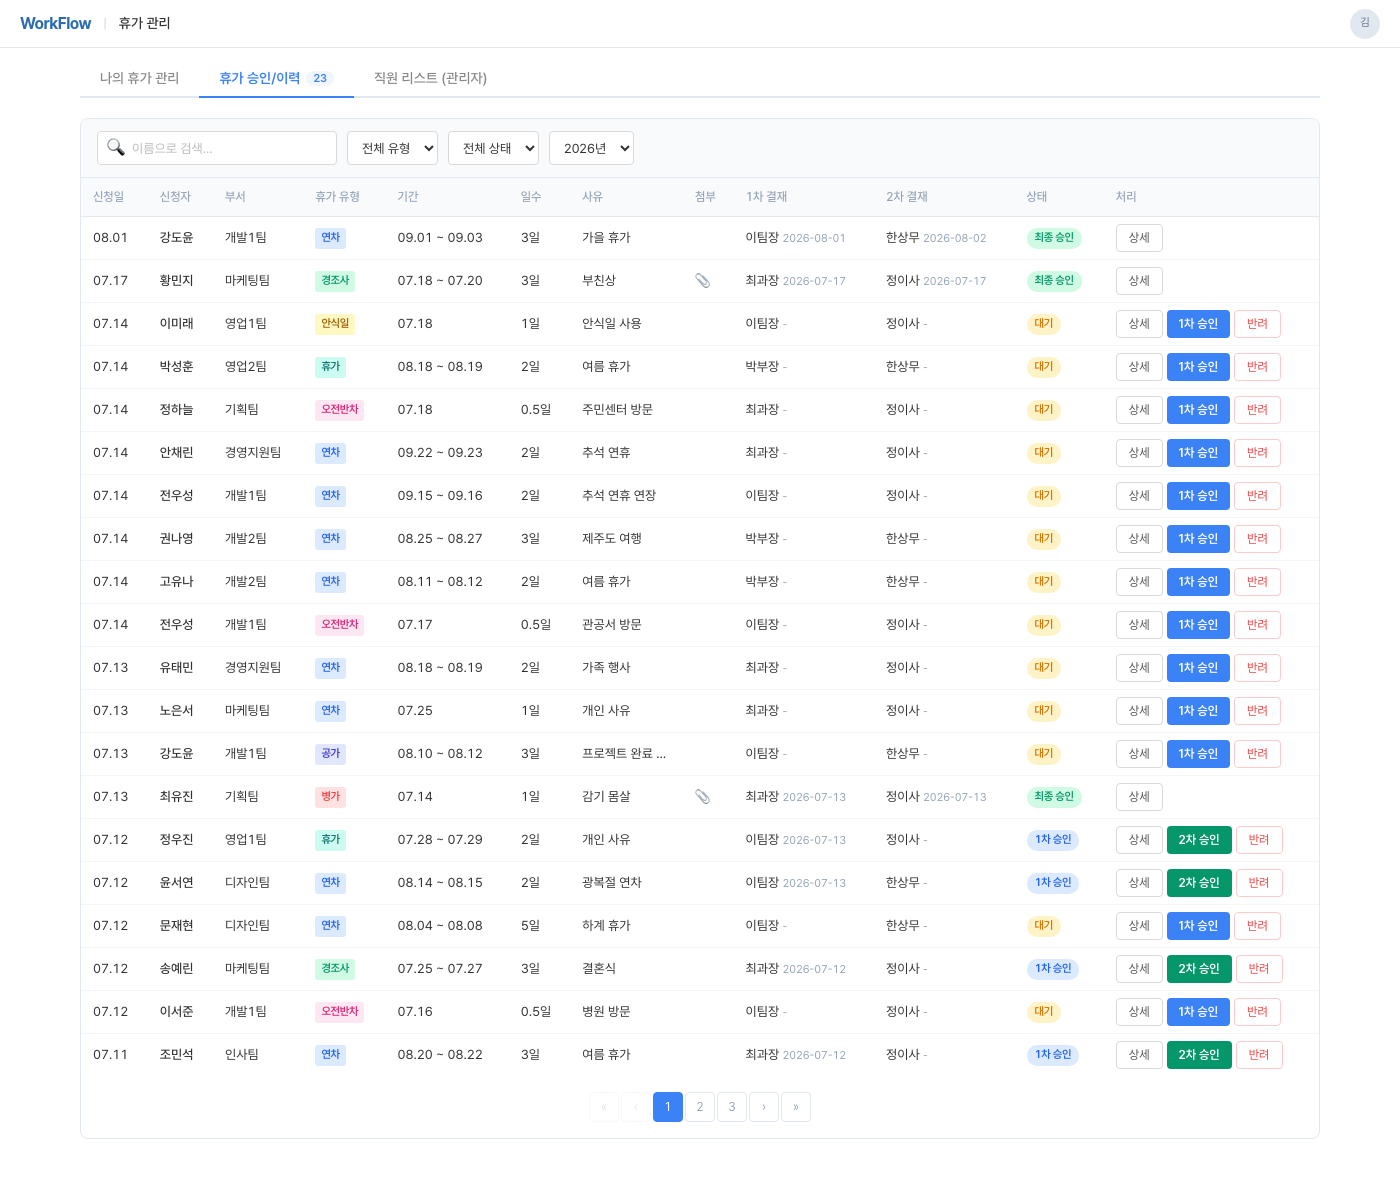 WorkFlow | 휴가 관리 김
나의 휴가 관리 휴가 승인/이력 23 직원 리스트 (관리자)
이름으로 검색... 전체 유형 전체 상태 2026년
신청일 신청자 부서 휴가 유형 기간 일수 사유 첨부 1차 결재 2차 결재 상태 처리
08.01 강도윤 개발1팀 연차 09.01 ~ 09.03 3일 가을 휴가 이팀장 2026-08-01 한상무 2026-08-02 최종 승인 상세
07.17 황민지 마케팅팀 경조사 07.18 ~ 07.20 3일 부친상 최과장 2026-07-17 정이사 2026-07-17 최종 승인 상세
07.14 이미래 영업1팀 안식일 07.18 1일 안식일 사용 이팀장 - 정이사 - 대기 상세 1차 승인 반려
07.14 박성훈 영업2팀 휴가 08.18 ~ 08.19 2일 여름 휴가 박부장 - 한상무 - 대기 상세 1차 승인 반려
07.14 정하늘 기획팀 오전반차 07.18 0.5일 주민센터 방문 최과장 - 정이사 - 대기 상세 1차 승인 반려
07.14 안채린 경영지원팀 연차 09.22 ~ 09.23 2일 추석 연휴 최과장 - 정이사 - 대기 상세 1차 승인 반려
07.14 전우성 개발1팀 연차 09.15 ~ 09.16 2일 추석 연휴 연장 이팀장 - 정이사 - 대기 상세 1차 승인 반려
07.14 권나영 개발2팀 연차 08.25 ~ 08.27 3일 제주도 여행 박부장 - 한상무 - 대기 상세 1차 승인 반려
07.14 고유나 개발2팀 연차 08.11 ~ 08.12 2일 여름 휴가 박부장 - 한상무 - 대기 상세 1차 승인 반려
07.14 전우성 개발1팀 오전반차 07.17 0.5일 관공서 방문 이팀장 - 정이사 - 대기 상세 1차 승인 반려
07.13 유태민 경영지원팀 연차 08.18 ~ 08.19 2일 가족 행사 최과장 - 정이사 - 대기 상세 1차 승인 반려
07.13 노은서 마케팅팀 연차 07.25 1일 개인 사유 최과장 - 정이사 - 대기 상세 1차 승인 반려
07.13 강도윤 개발1팀 공가 08.10 ~ 08.12 3일 프로젝트 완료 ... 이팀장 - 한상무 - 대기 상세 1차 승인 반려
07.13 최유진 기획팀 병가 07.14 1일 감기 몸살 최과장 2026-07-13 정이사 2026-07-13 최종 승인 상세
07.12 정우진 영업1팀 휴가 07.28 ~ 07.29 2일 개인 사유 이팀장 2026-07-13 정이사 - 1차 승인 상세 2차 승인 반려
07.12 윤서연 디자인팀 연차 08.14 ~ 08.15 2일 광복절 연차 이팀장 2026-07-13 한상무 - 1차 승인 상세 2차 승인 반려
07.12 문재현 디자인팀 연차 08.04 ~ 08.08 5일 하계 휴가 이팀장 - 한상무 - 대기 상세 1차 승인 반려
07.12 송예린 마케팅팀 경조사 07.25 ~ 07.27 3일 결혼식 최과장 2026-07-12 정이사 - 1차 승인 상세 2차 승인 반려
07.12 이서준 개발1팀 오전반차 07.16 0.5일 병원 방문 이팀장 - 정이사 - 대기 상세 1차 승인 반려
07.11 조민석 인사팀 연차 08.20 ~ 08.22 3일 여름 휴가 최과장 2026-07-12 정이사 - 1차 승인 상세 2차 승인 반려
« ‹ 1 2 3 › »